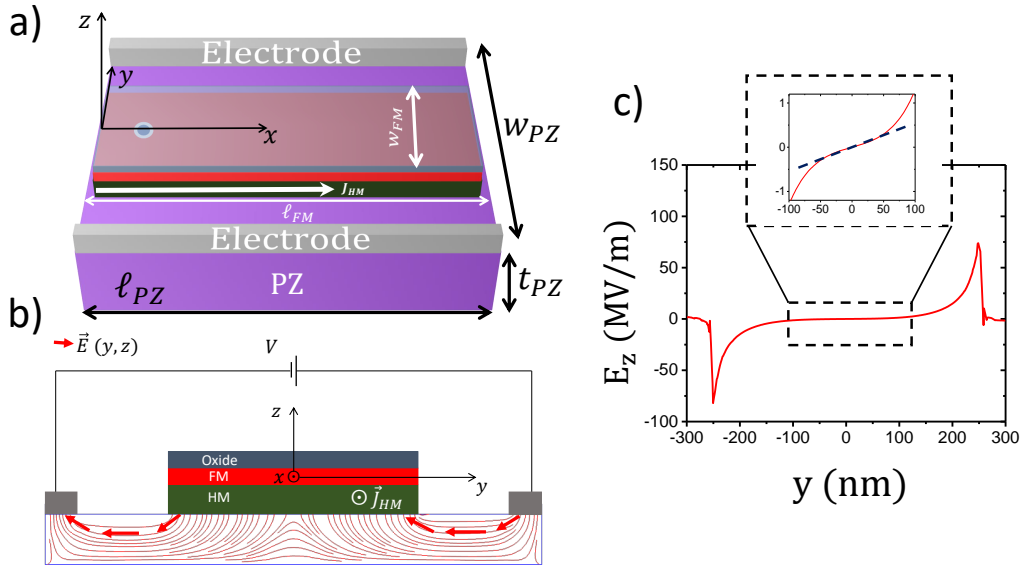 a)
z
y
x
Electrode
w_FM
w_PZ
J_HM
ℓ_FM
Electrode
PZ
ℓ_PZ
t_PZ
b)
E⃗ (y, z)
V
z
Oxide
FM
x
y
HM
J⃗_HM
c)
1
0
-1
-100 -50 0 50 100
150
100
50
0
-50
-100
E_z (MV/m)
-300 -200 -100 0 100 200 300
y (nm)